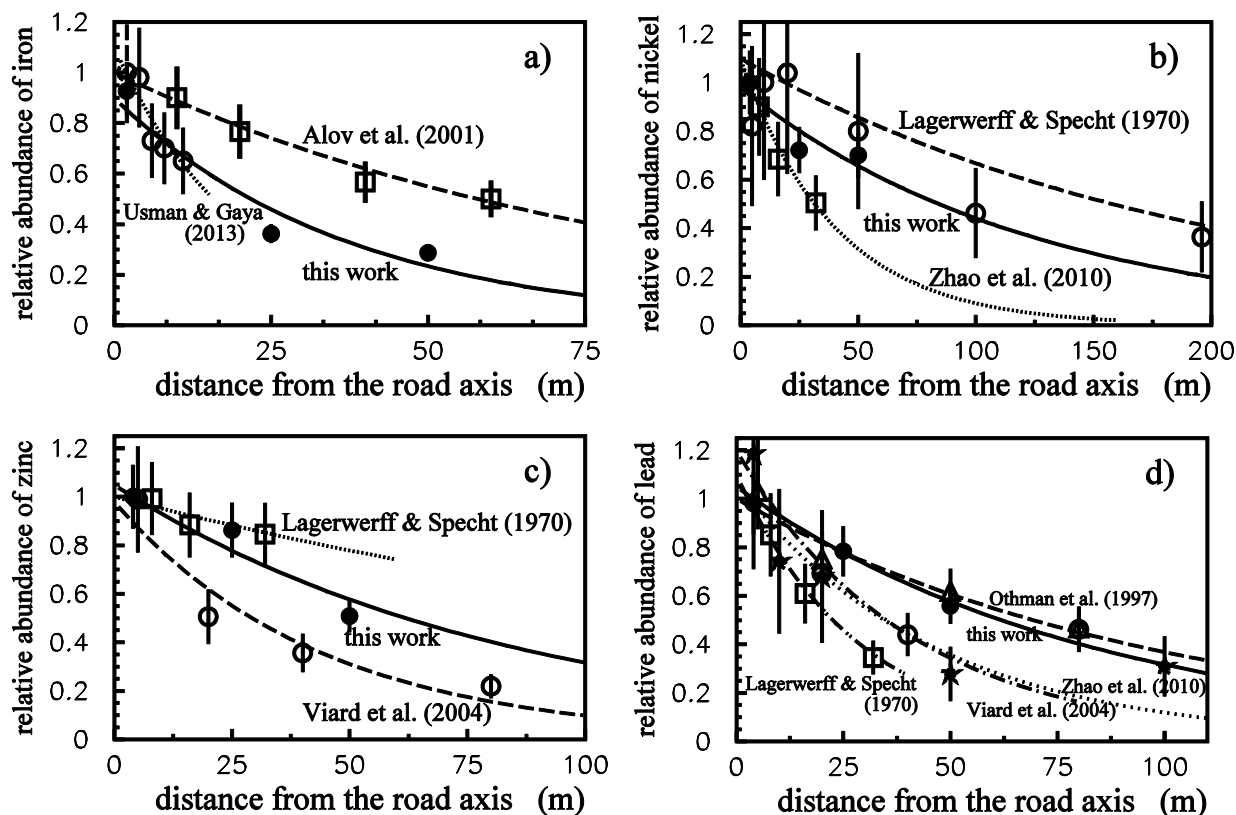 relative abundance of iron
1.2
1
0.8
0.6
0.4
0.2
0
a)
Alov et al. (2001)
Usman & Gaya
(2013)
this work
0
25
50
75
distance from the road axis (m)
relative abundance of nickel
1.2
1
0.8
0.6
0.4
0.2
0
b)
Lagerwerff & Specht (1970)
this work
Zhao et al. (2010)
0
50
100
150
200
distance from the road axis (m)
relative abundance of zinc
1.2
1
0.8
0.6
0.4
0.2
0
c)
Lagerwerff & Specht (1970)
this work
Viard et al. (2004)
0
25
50
75
100
distance from the road axis (m)
relative abundance of lead
1.2
1
0.8
0.6
0.4
0.2
0
d)
Othman et al. (1997)
this work
Lagerwerff & Specht
(1970)
Zhao et al. (2010)
Viard et al. (2004)
0
25
50
75
100
distance from the road axis (m)